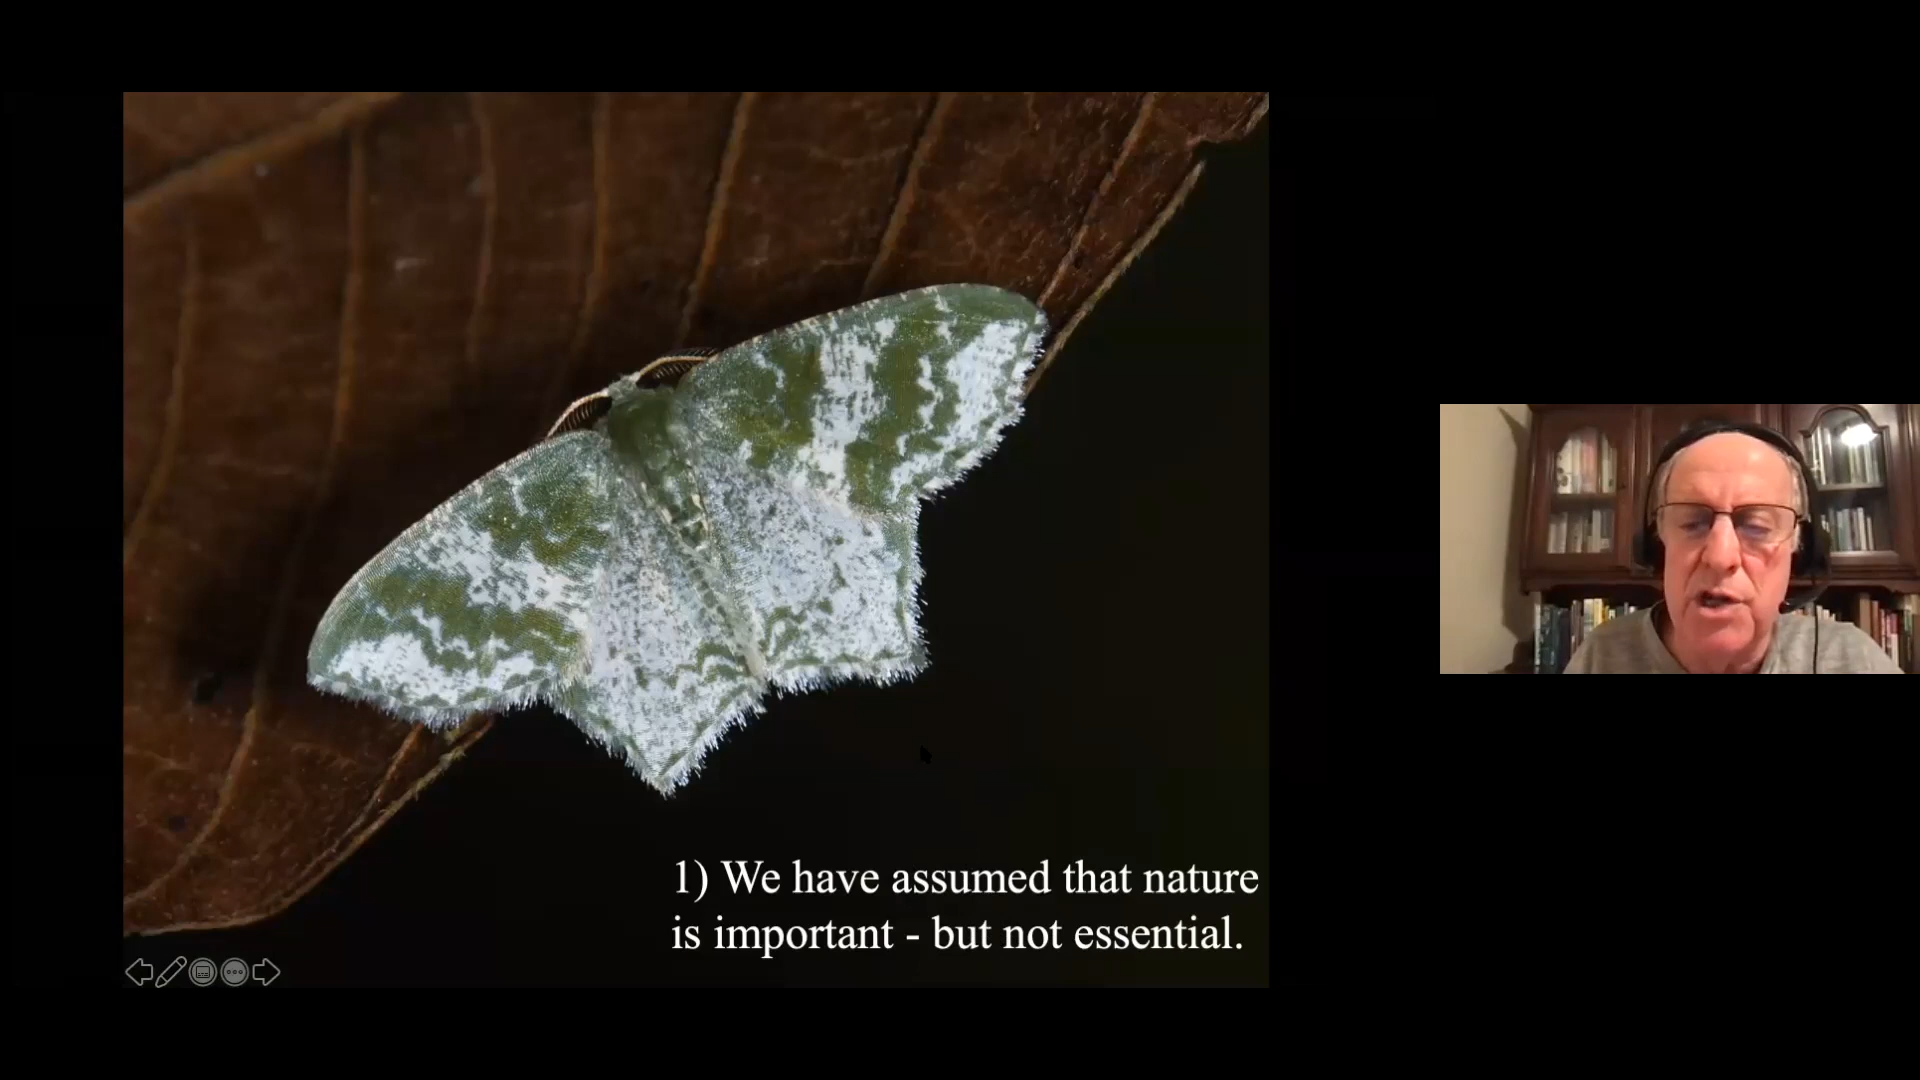 1) We have assumed that nature
is important - but not essential.